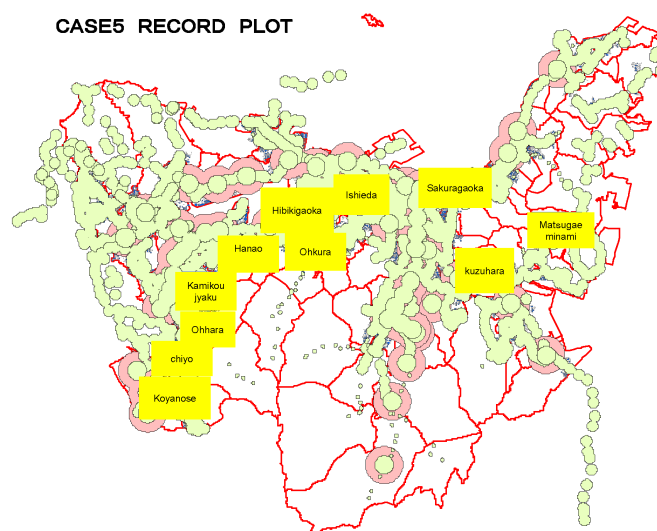 CASE5 RECORD PLOT
Sakuragaoka
Ishieda
Hibikigaoka
Matsugae
minami
Hanao
Ohkura
kuzuhara
Kamikou
jyaku
Ohhara
chiyo
Koyanose